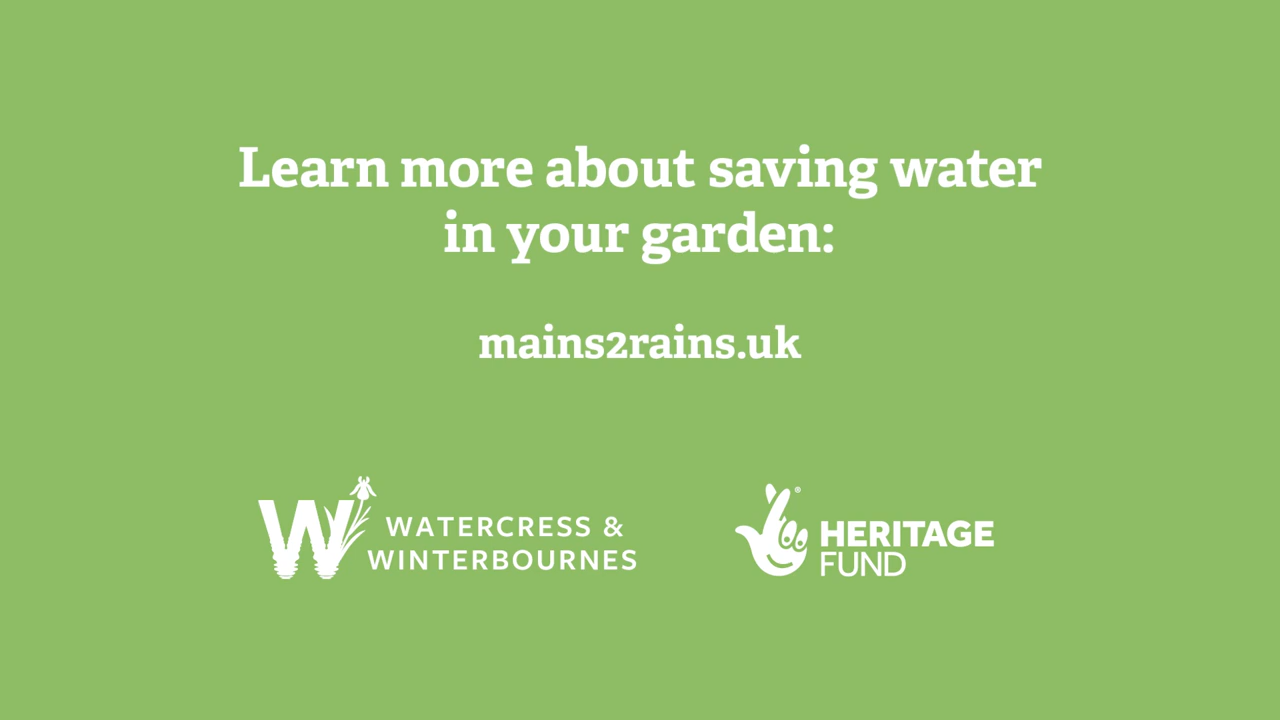 Learn more about saving water
in your garden:
mains2rains.uk
WATERCRESS &
WINTERBOURNES
HERITAGE
FUND